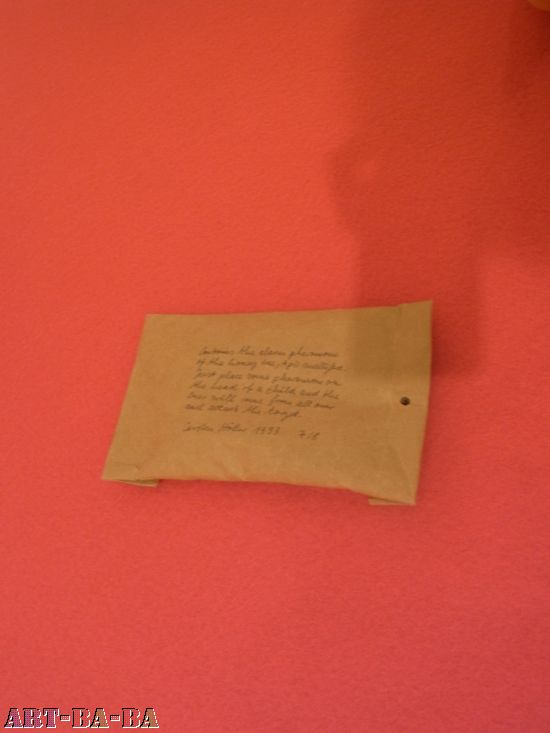 Contains the alarm pheromone
of the honey bee, Apis mellifera.
Just place some pheromone on
the head of a child and the
bees will come from all over
and attack the target.
Carsten Höller 1993 7/8
ART-BA-BA